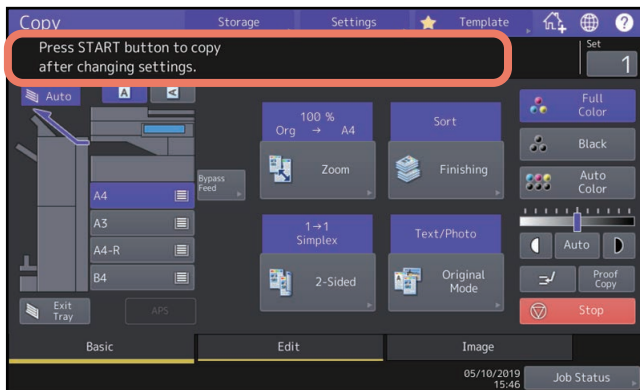 Copy
Storage
Settings
Template
?
Press START button to copy
after changing settings.
Set
1
Auto
A
A
100 %
Org → A4
Zoom
Sort
Finishing
Full
Color
Black
Auto
Color
Bypass
Feed
A4
A3
A4-R
B4
1→1
Simplex
2-Sided
Text/Photo
Original
Mode
Auto
Proof
Copy
Exit
Tray
APS
Stop
Basic
Edit
Image
05/10/2019
15:46
Job Status